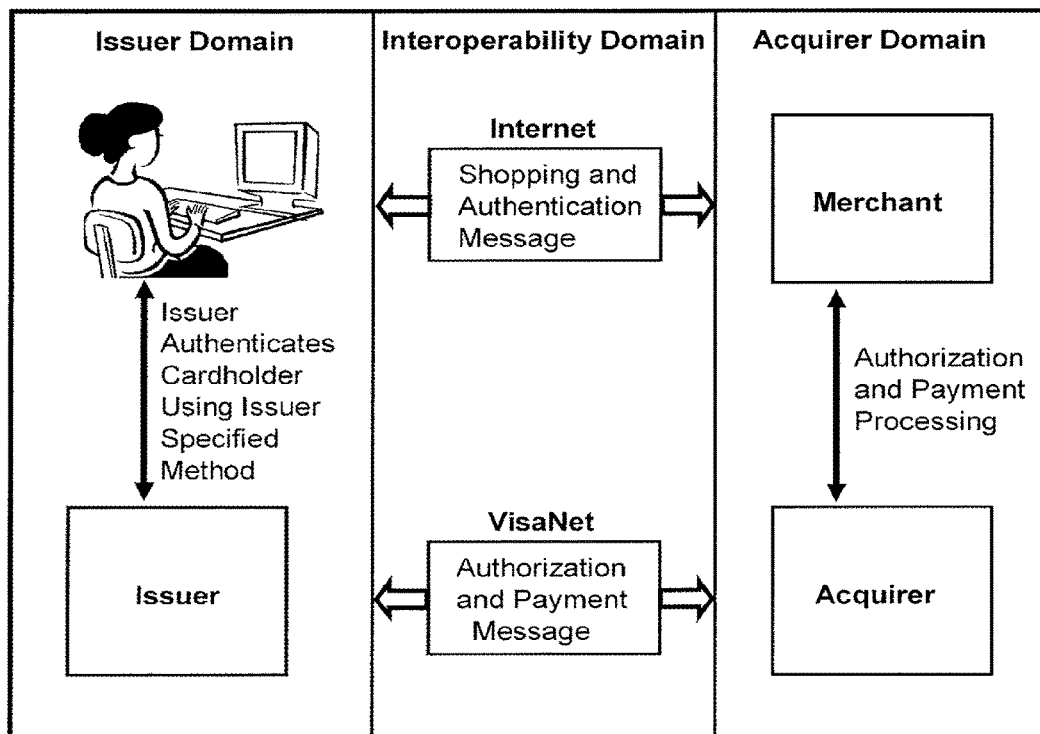 Issuer Domain
Interoperability Domain
Acquirer Domain
Internet
Shopping and
Authentication
Message
Merchant
Issuer
Authenticates
Cardholder
Using Issuer
Specified
Method
Authorization
and Payment
Processing
Issuer
VisaNet
Authorization
and Payment
Message
Acquirer